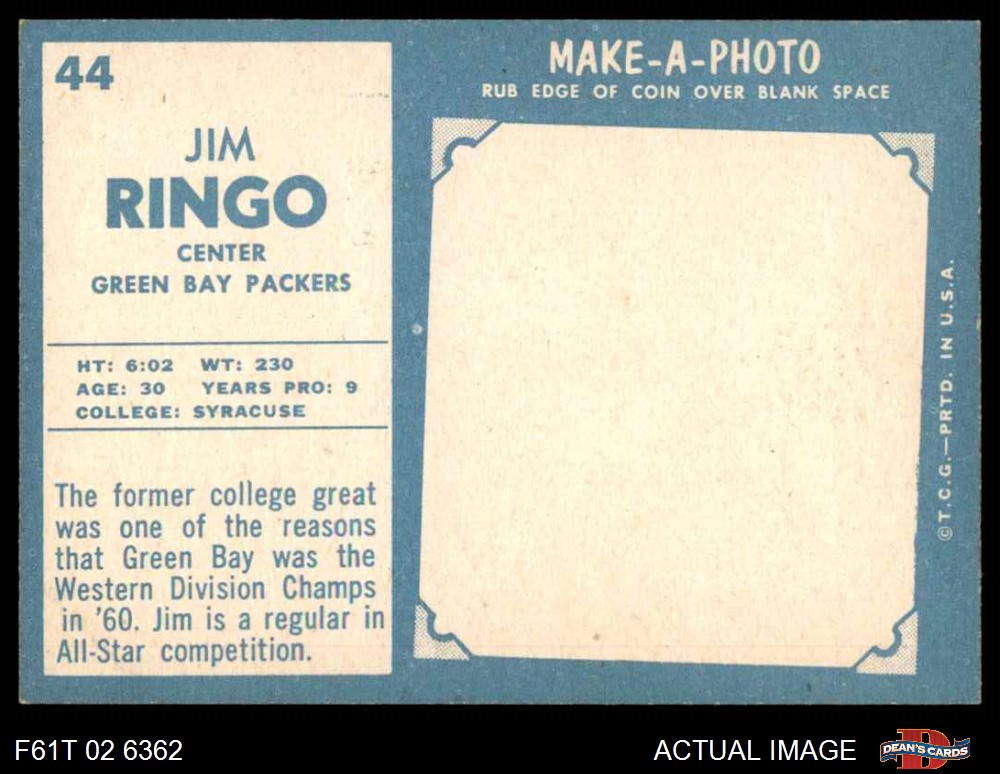 44
JIM
RINGO
CENTER
GREEN BAY PACKERS
HT: 6:02 WT: 230
AGE: 30 YEARS PRO: 9
COLLEGE: SYRACUSE
The former college great
was one of the reasons
that Green Bay was the
Western Division Champs
in '60. Jim is a regular in
All-Star competition.
MAKE-A-PHOTO
RUB EDGE OF COIN OVER BLANK SPACE
©T.C.G.—PRTD. IN U.S.A.
F61T 02 6362
ACTUAL IMAGE
DEAN'S CARDS